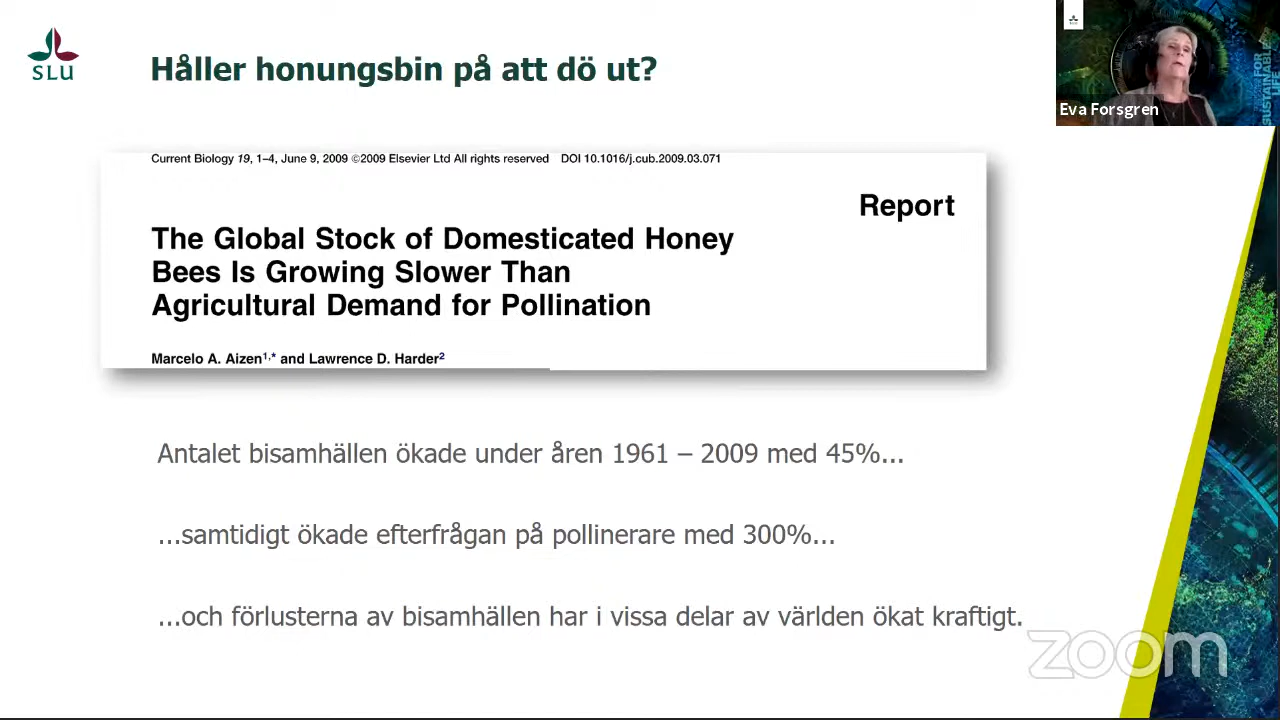 SLU
Håller honungsbin på att dö ut?
Eva Forsgren
FOR
SUSTAINABLE
LIFE
Current Biology 19, 1–4, June 9, 2009 ©2009 Elsevier Ltd All rights reserved DOI 10.1016/j.cub.2009.03.071
Report
The Global Stock of Domesticated Honey
Bees Is Growing Slower Than
Agricultural Demand for Pollination
Marcelo A. Aizen1,* and Lawrence D. Harder2
Antalet bisamhällen ökade under åren 1961 – 2009 med 45%...
...samtidigt ökade efterfrågan på pollinerare med 300%...
...och förlusterna av bisamhällen har i vissa delar av världen ökat kraftigt.
zoom